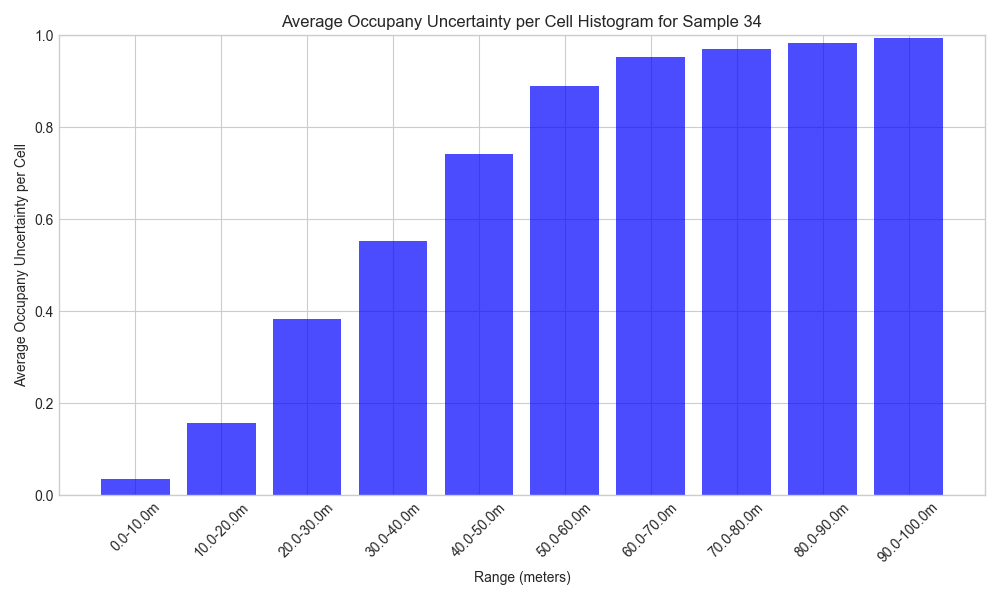 Average Occupany Uncertainty per Cell Histogram for Sample 34
Average Occupany Uncertainty per Cell
1.0
0.8
0.6
0.4
0.2
0.0
0.0-10.0m
10.0-20.0m
20.0-30.0m
30.0-40.0m
40.0-50.0m
50.0-60.0m
60.0-70.0m
70.0-80.0m
80.0-90.0m
90.0-100.0m
Range (meters)